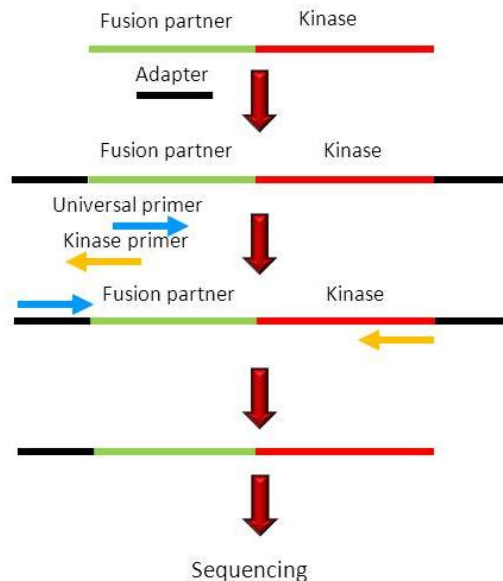 Fusion partner Kinase
Adapter
Fusion partner Kinase
Universal primer
Kinase primer
Fusion partner Kinase
Sequencing